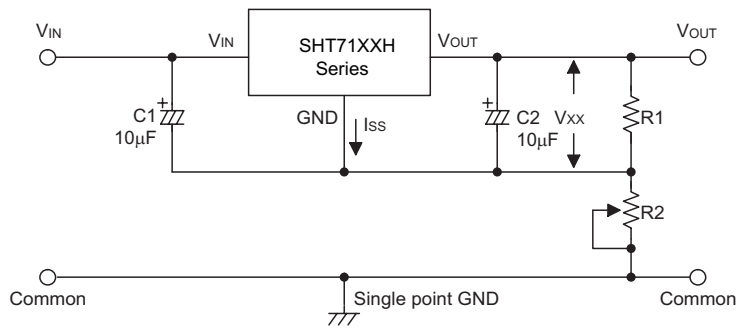 VIN
VIN
SHT71XXH
Series
VOUT
VOUT
C1
10μF
GND
ISS
C2
10μF
VXX
R1
R2
Common
Single point GND
Common